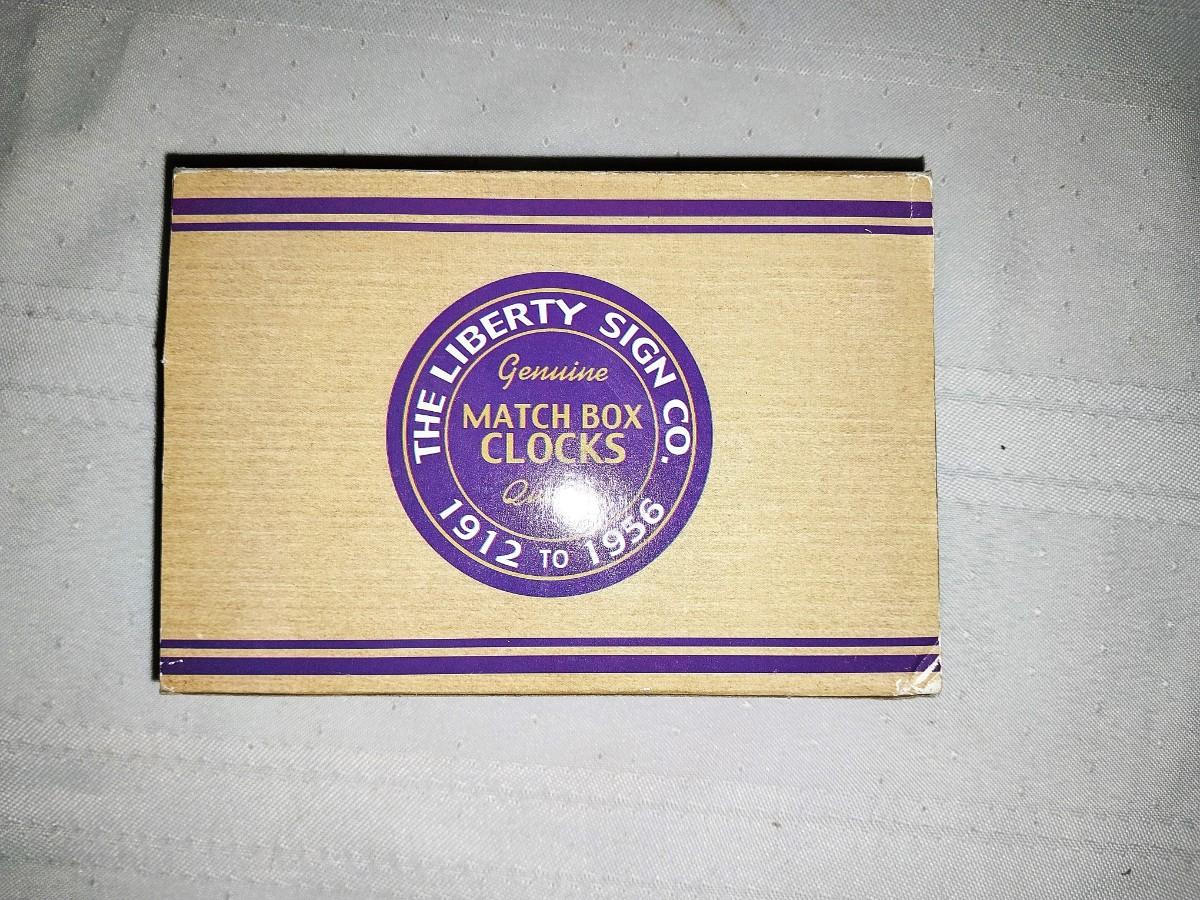 THE LIBERTY SIGN CO.
Genuine
MATCH BOX
CLOCKS
1912 TO 1956